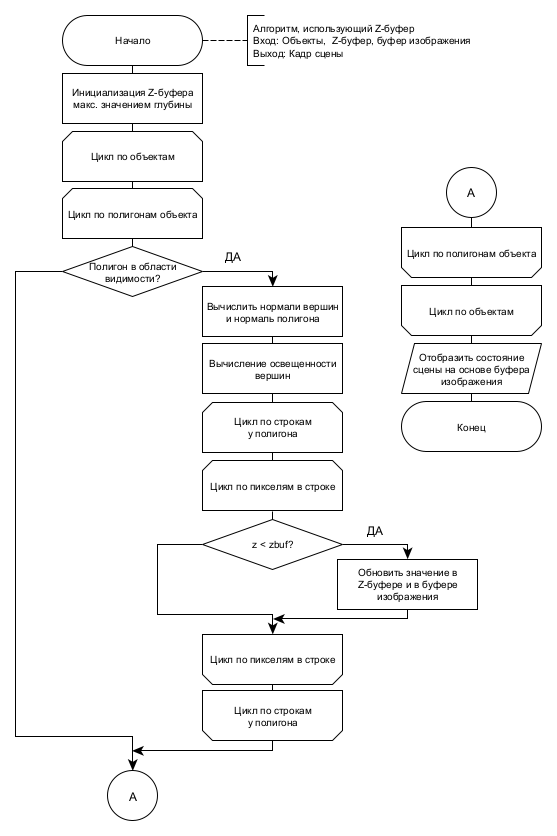 Начало
Алгоритм, использующий Z-буфер
Вход: Объекты, Z-буфер, буфер изображения
Выход: Кадр сцены
Инициализация Z-буфера
макс. значением глубины
Цикл по объектам
Цикл по полигонам объекта
Полигон в области
видимости?
ДА
Вычислить нормали вершин
и нормаль полигона
Вычисление освещенности
вершин
Цикл по строкам
y полигона
Цикл по пикселям в строке
z < zbuf?
ДА
Обновить значение в
Z-буфере и в буфере
изображения
Цикл по пикселям в строке
Цикл по строкам
y полигона
A
A
Цикл по полигонам объекта
Цикл по объектам
Отобразить состояние
сцены на основе буфера
изображения
Конец